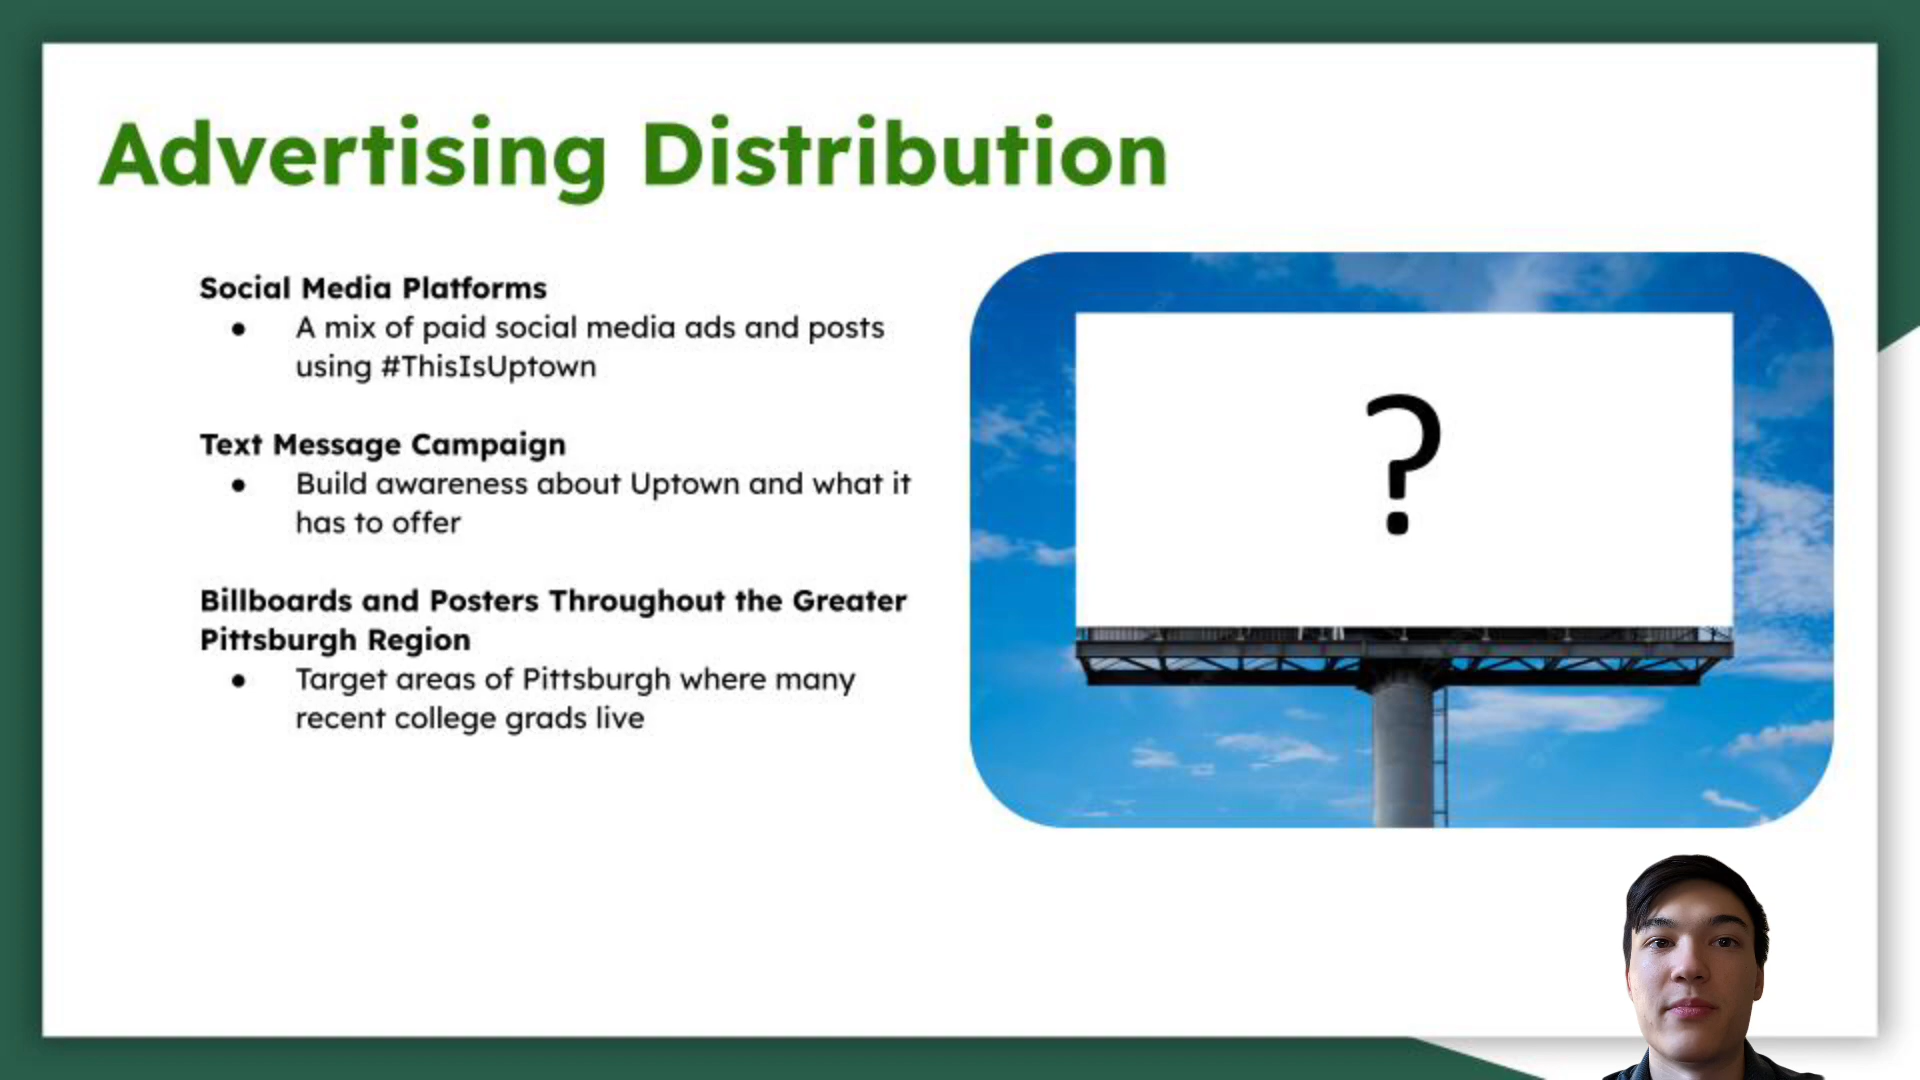 Advertising Distribution
Social Media Platforms
● A mix of paid social media ads and posts
using #ThisIsUptown
Text Message Campaign
● Build awareness about Uptown and what it
has to offer
Billboards and Posters Throughout the Greater
Pittsburgh Region
● Target areas of Pittsburgh where many
recent college grads live
?